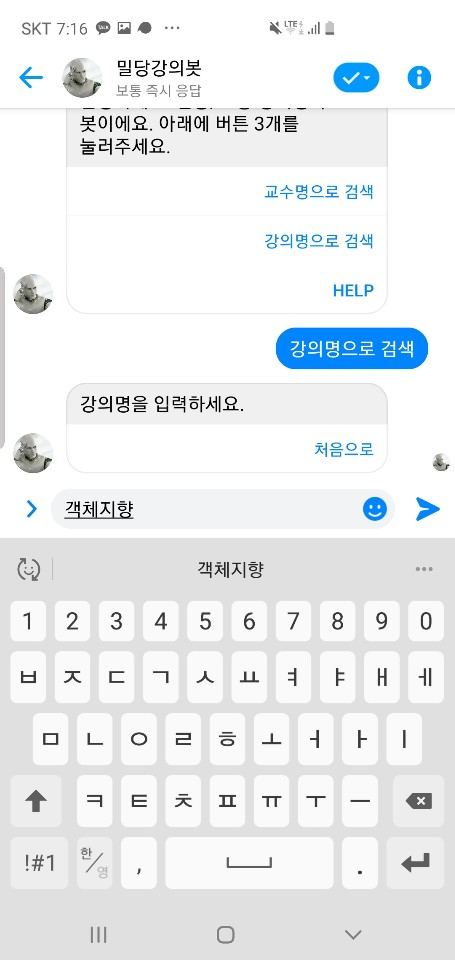 SKT 7:16 TALK LTE
밀당강의봇
보통 즉시 응답
봇이에요. 아래에 버튼 3개를
눌러주세요.
교수명으로 검색
강의명으로 검색
HELP
강의명으로 검색
강의명을 입력하세요.
처음으로
객체지향
객체지향
1 2 3 4 5 6 7 8 9 0
ㅂ ㅈ ㄷ ㄱ ㅅ ㅛ ㅕ ㅑ ㅐ ㅔ
ㅁ ㄴ ㅇ ㄹ ㅎ ㅗ ㅓ ㅏ ㅣ
ㅋ ㅌ ㅊ ㅍ ㅠ ㅜ ㅡ
!#1 한/영 , .